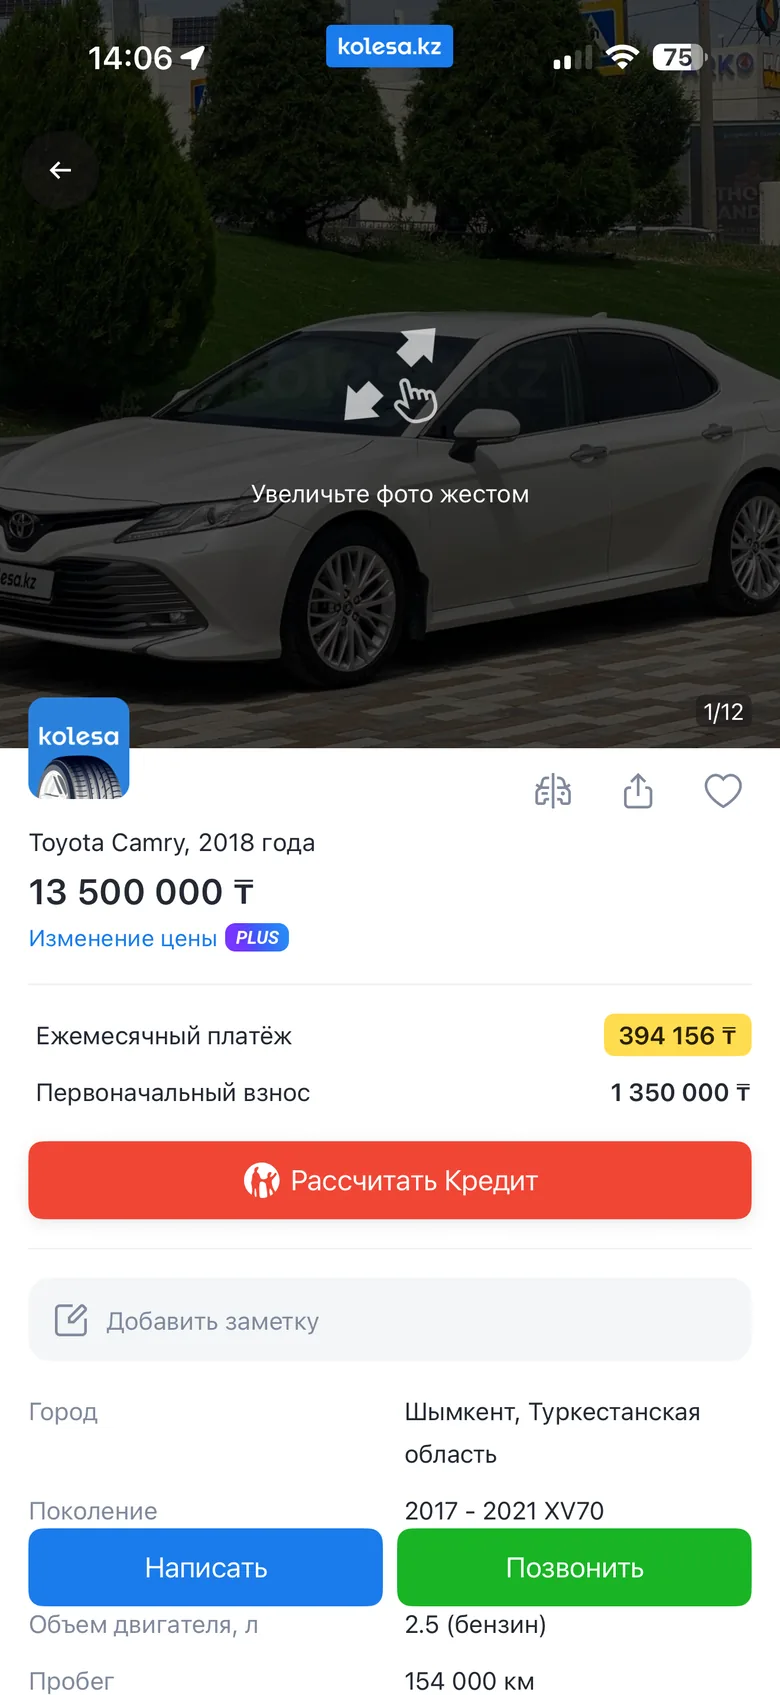 14:06
kolesa.kz
75
Увеличьте фото жестом
esa.kz
1/12
kolesa
Toyota Camry, 2018 года
13 500 000 ₸
Изменение цены PLUS
Ежемесячный платёж 394 156 ₸
Первоначальный взнос 1 350 000 ₸
Рассчитать Кредит
Добавить заметку
Город Шымкент, Туркестанская
область
Поколение 2017 - 2021 XV70
Написать Позвонить
Объем двигателя, л 2.5 (бензин)
Пробег 154 000 км